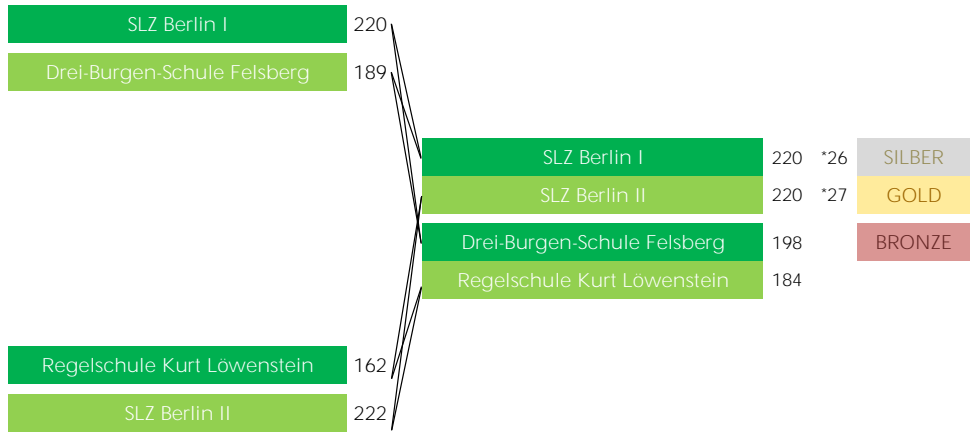 SLZ Berlin I 220
Drei-Burgen-Schule Felsberg 189
SLZ Berlin I 220 *26 SILBER
SLZ Berlin II 220 *27 GOLD
Drei-Burgen-Schule Felsberg 198 BRONZE
Regelschule Kurt Löwenstein 184
Regelschule Kurt Löwenstein 162
SLZ Berlin II 222